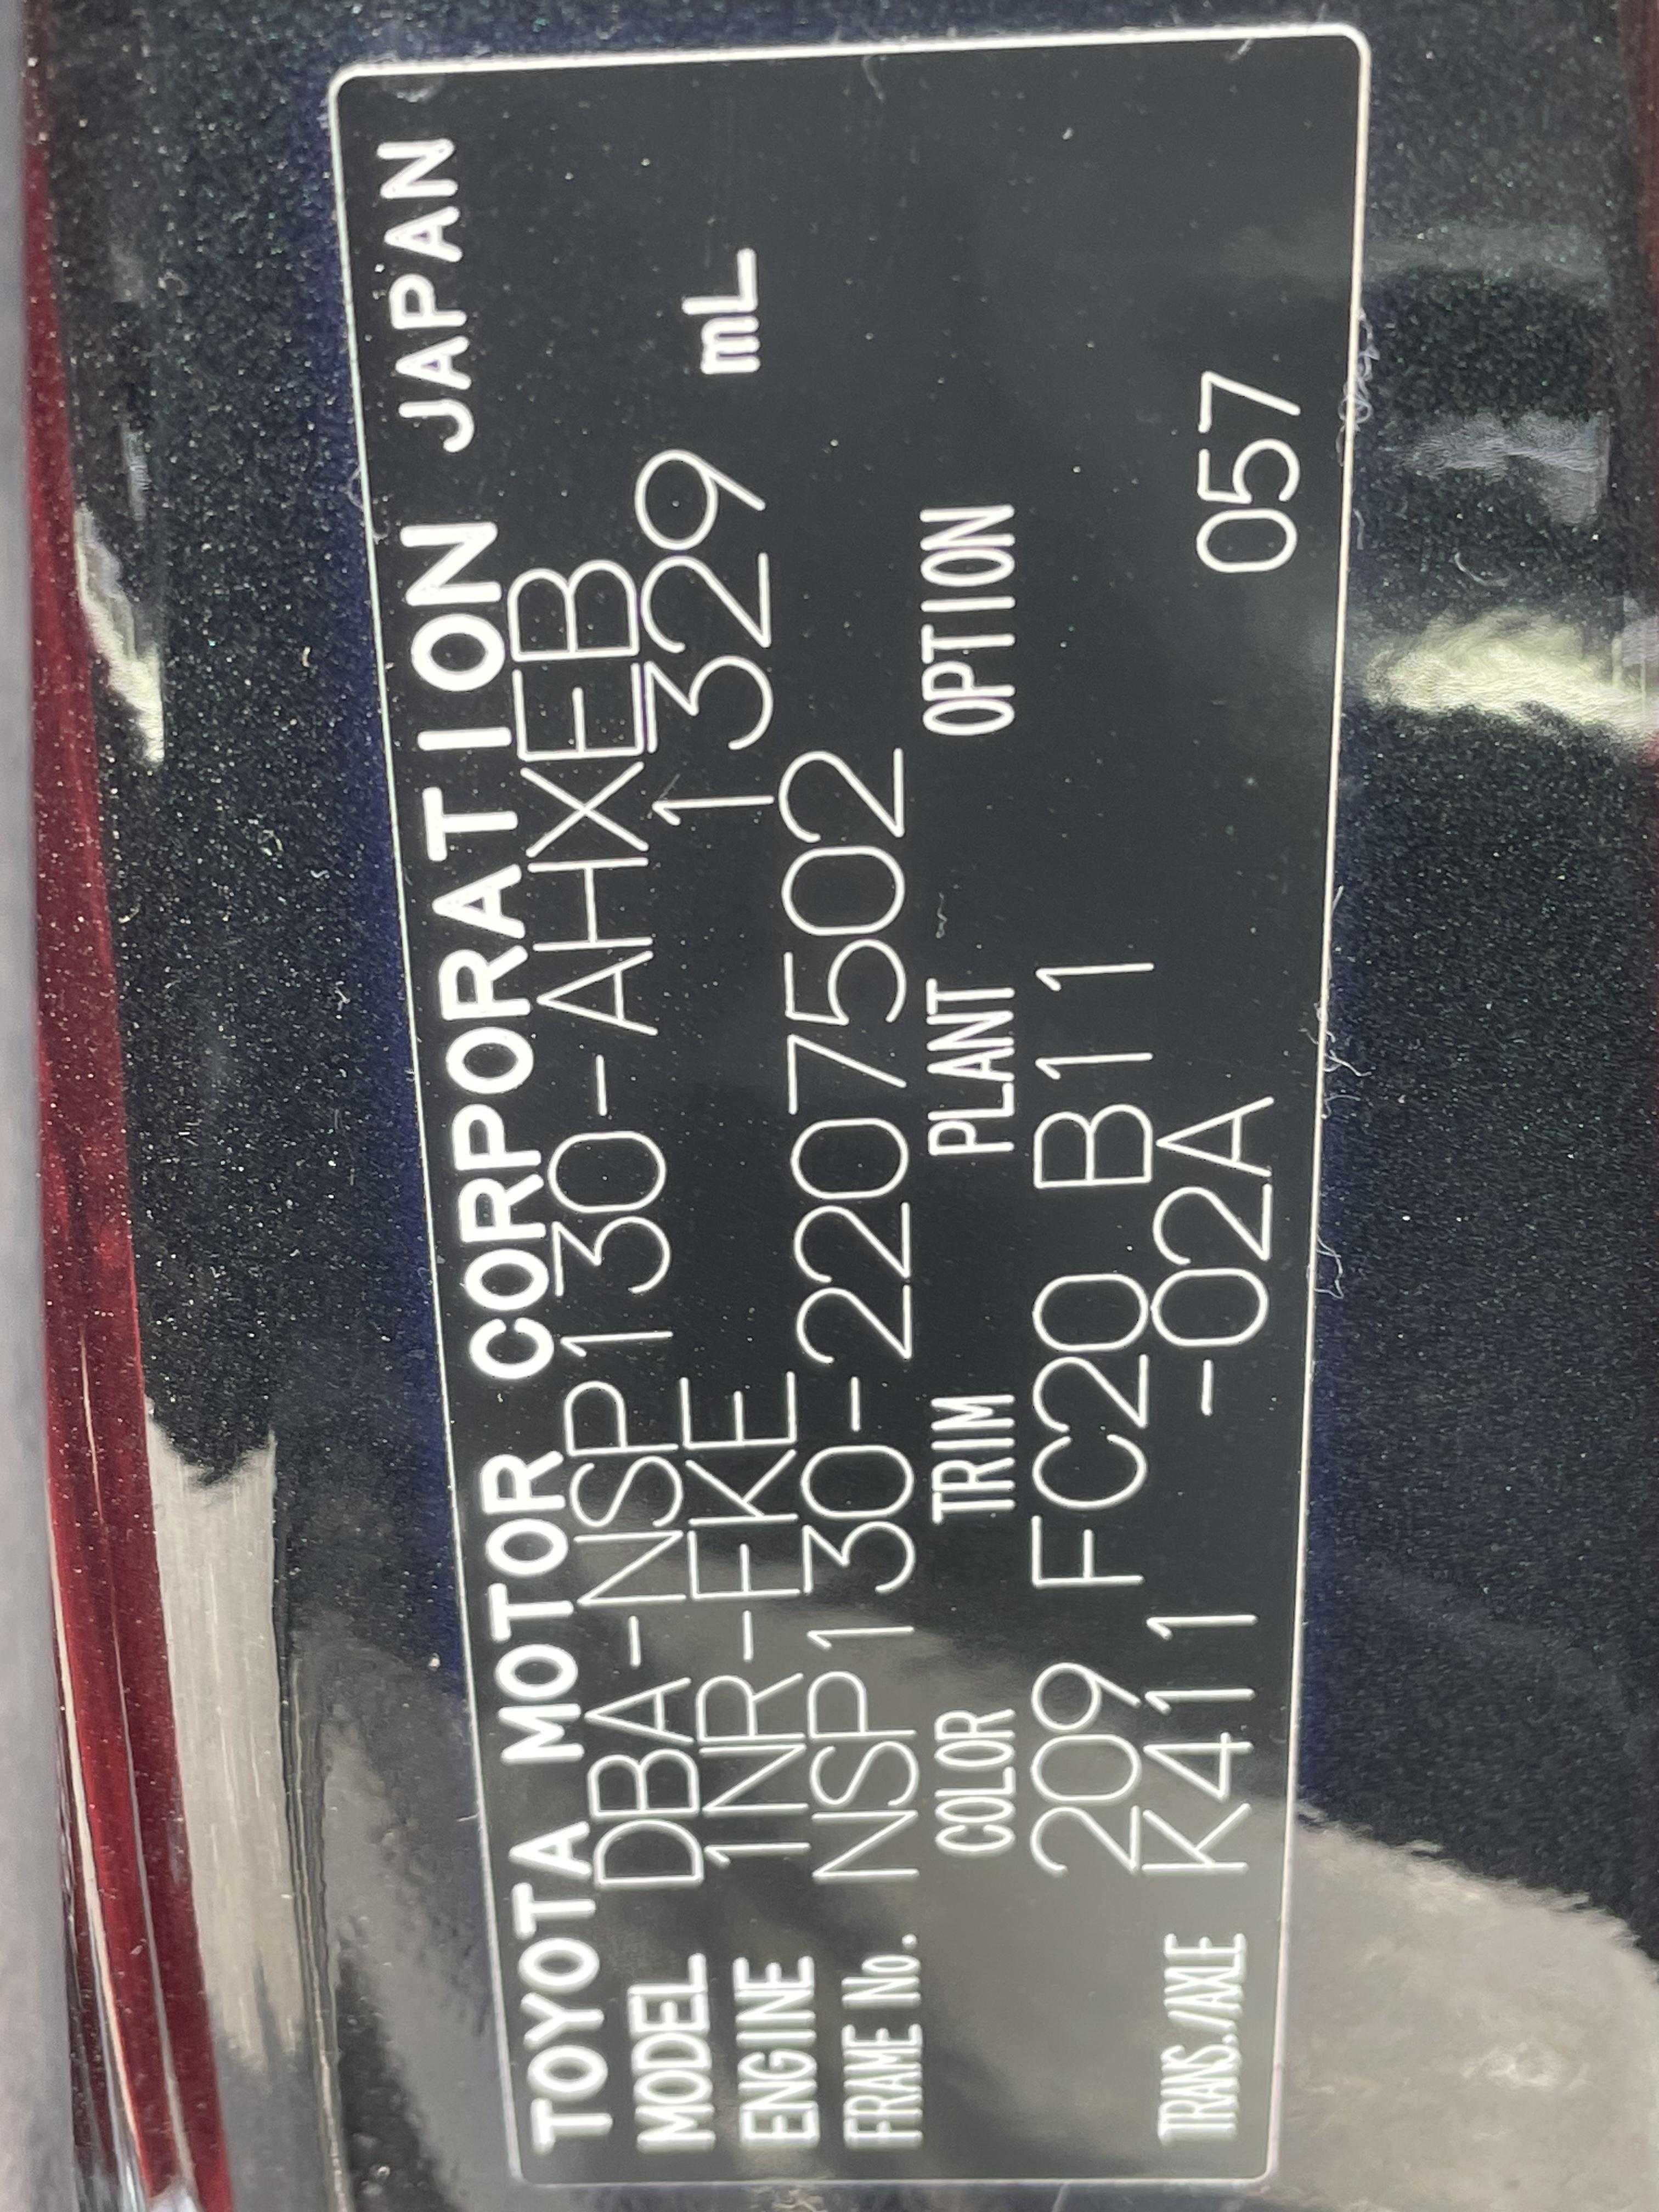 TOYOTA MOTOR CORPORATION JAPAN
MODEL DBA-NSP130-AHXEB
ENGINE 1NR-FKE 1329 mL
FRAME No. NSP130-2207502
COLOR TRIM PLANT OPTION
209 FC20 B11
TRANS./AXLE K411 -02A 057